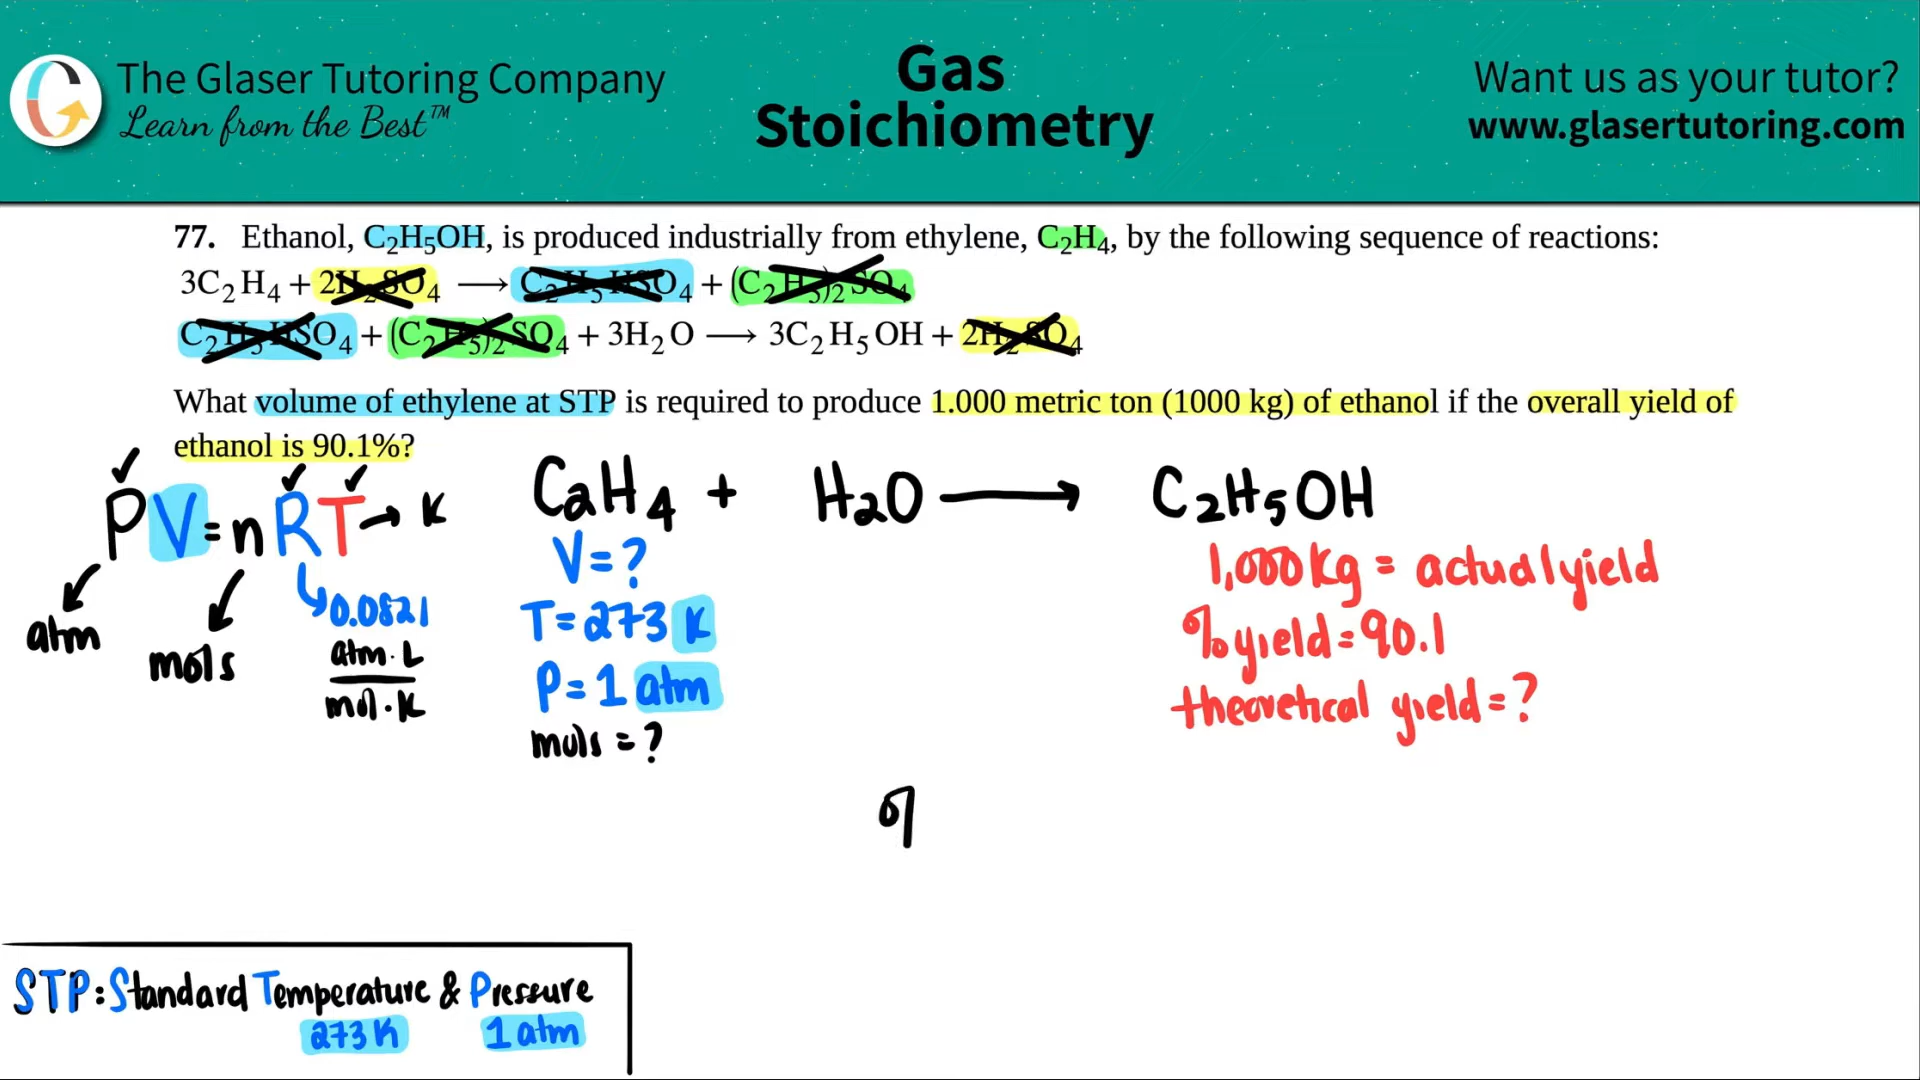 The Glaser Tutoring Company
Learn from the Best™
Gas
Stoichiometry
Want us as your tutor?
www.glasertutoring.com
77. Ethanol, C₂H₅OH, is produced industrially from ethylene, C₂H₄, by the following sequence of reactions:
3C₂H₄ + 2H₂SO₄ ⟶ C₂H₅HSO₄ + (C₂H₅)₂SO₄
C₂H₅HSO₄ + (C₂H₅)₂SO₄ + 3H₂O ⟶ 3C₂H₅OH + 2H₂SO₄
What volume of ethylene at STP is required to produce 1.000 metric ton (1000 kg) of ethanol if the overall yield of
ethanol is 90.1%?
PV=nRT→K
atm
mols
0.0821
atm·L
mol·K
C₂H₄ + H₂O ⟶ C₂H₅OH
V=?
T=273 K
P=1 atm
mols=?
1,000kg = actual yield
% yield=90.1
theoretical yield=?
STP:Standard Temperature & Pressure
273K
1 atm